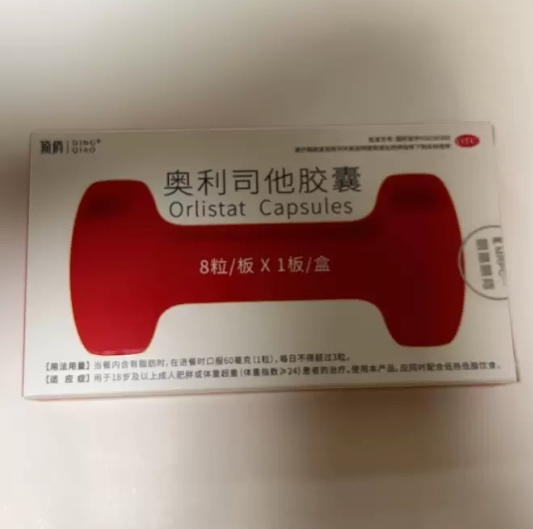 DING®
QIAO
奥利司他胶囊
Orlistat Capsules
8粒/板 X 1板/盒
【用法用量】当餐内含有脂肪时，在进餐时口服60毫克(1粒)，每日不得超过3粒。
【适应症】用于18岁及以上成人肥胖或体重超重(体重指数≥24)患者的治疗。使用本产品，应同时配合低热低脂饮食。